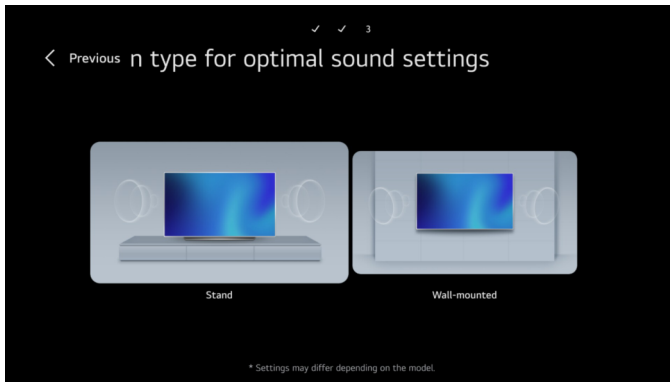 3
Previous n type for optimal sound settings
Stand
Wall-mounted
* Settings may differ depending on the model.